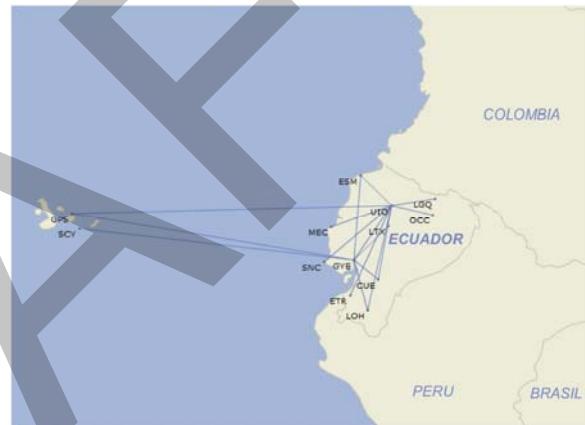 COLOMBIA
ESM
LGQ
GPS
UIO
OCC
SCY
MEC
LTX
ECUADOR
SNC
GYE
CUE
ETR
LOH
PERU
BRASIL